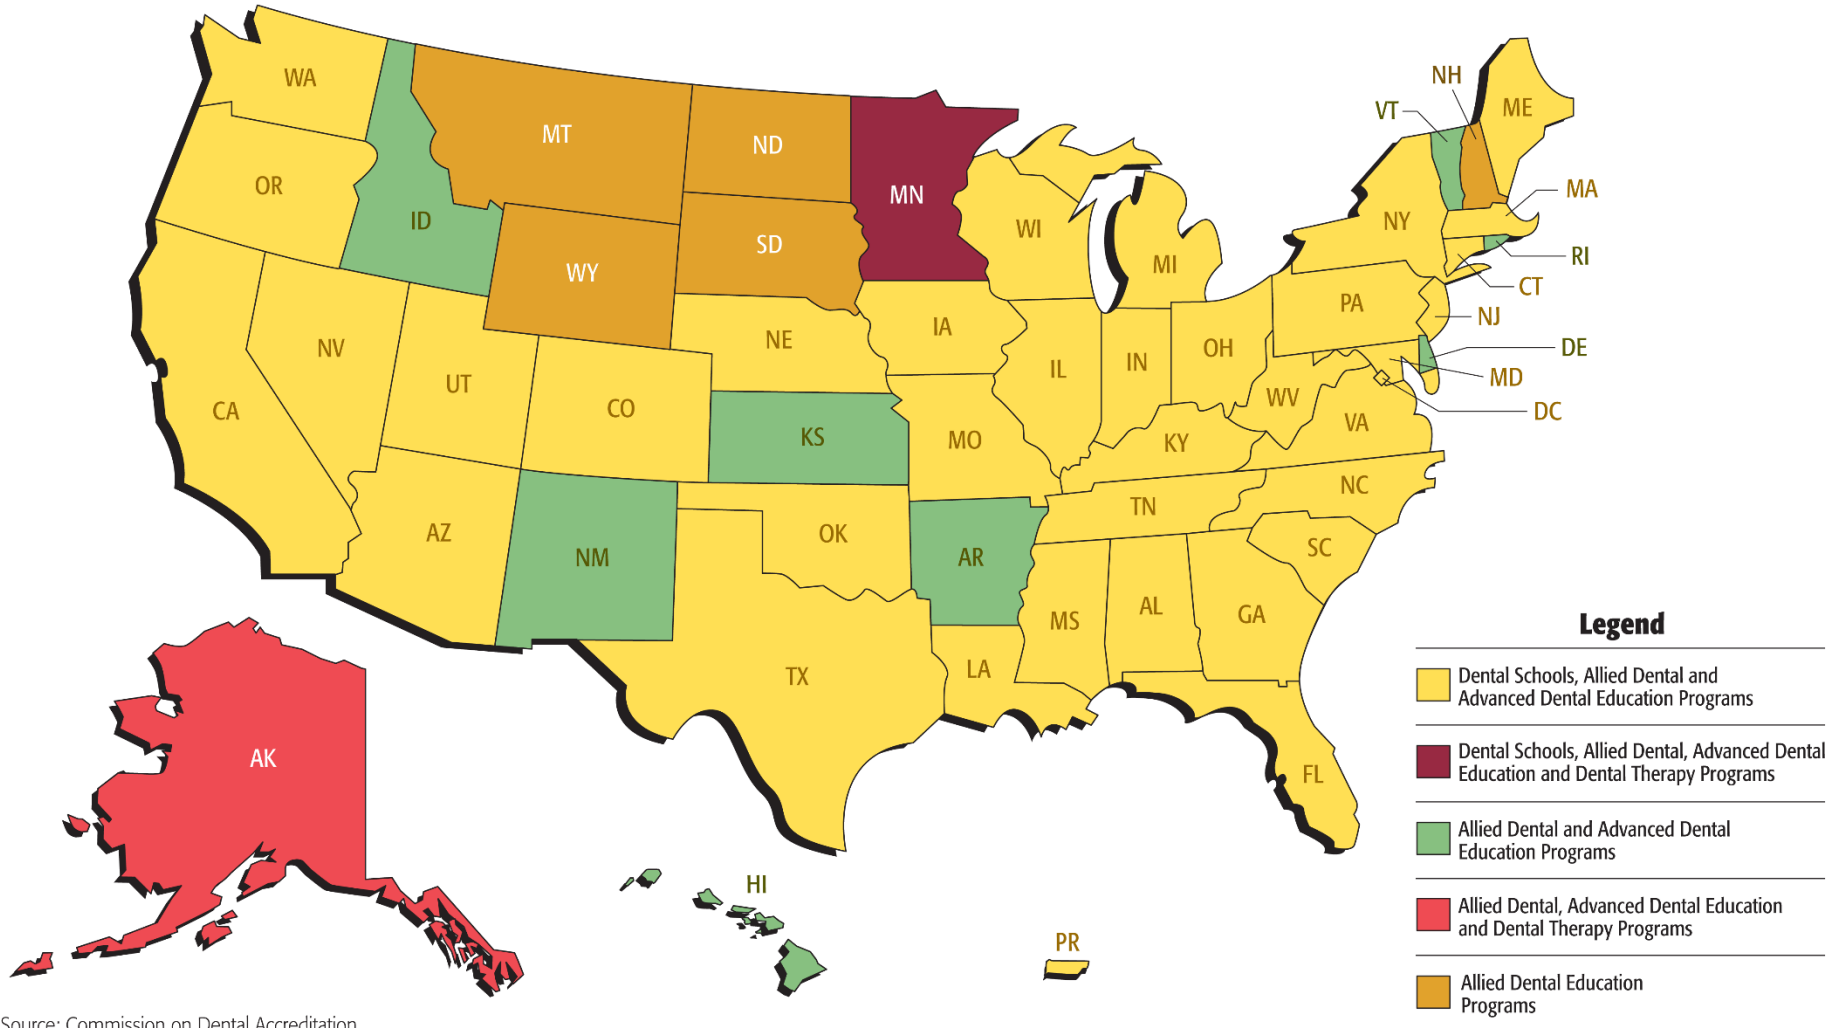 WA
OR
ID
MT
ND
MN
SD
WY
WI
MI
NH
VT
ME
MA
NY
RI
CT
PA
NJ
DE
MD
DC
NE
IA
IL
IN
OH
WV
VA
NV
UT
CO
CA
KS
MO
KY
NC
TN
AZ
NM
OK
AR
SC
MS
AL
GA
TX
LA
FL
AK
HI
PR
Legend
Dental Schools, Allied Dental and
Advanced Dental Education Programs
Dental Schools, Allied Dental, Advanced Dental
Education and Dental Therapy Programs
Allied Dental and Advanced Dental
Education Programs
Allied Dental, Advanced Dental Education
and Dental Therapy Programs
Allied Dental Education
Programs
Source: Commission on Dental Accreditation